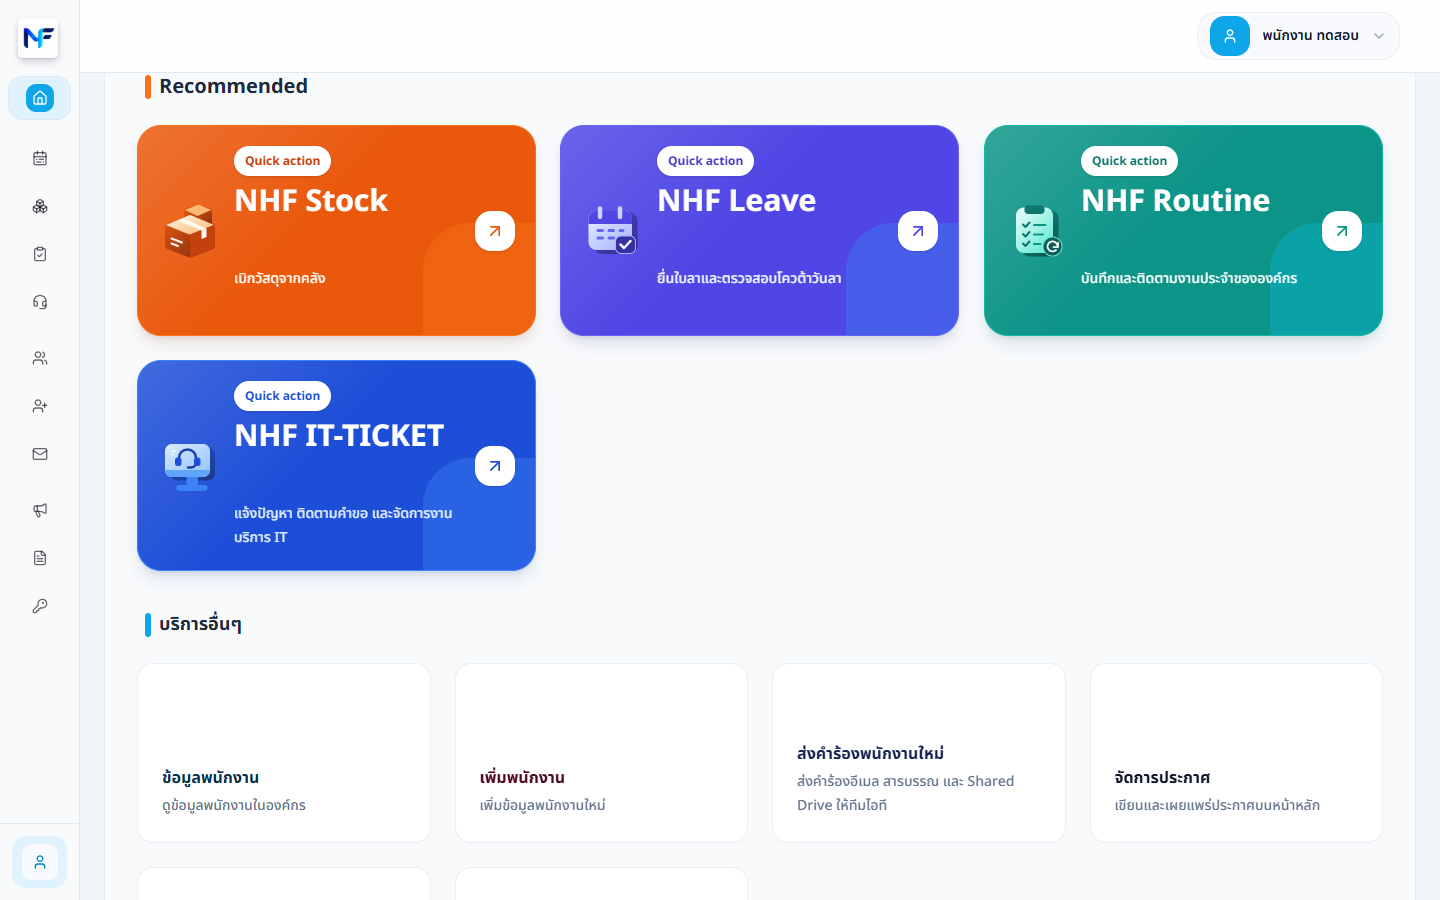 NF
พนักงาน ทดสอบ
Recommended
Quick action
NHF Stock
เบิกวัสดุจากคลัง
Quick action
NHF Leave
ยื่นใบลาและตรวจสอบโควต้าวันลา
Quick action
NHF Routine
บันทึกและติดตามงานประจำขององค์กร
Quick action
NHF IT-TICKET
แจ้งปัญหา ติดตามคำขอ และจัดการงาน
บริการ IT
บริการอื่นๆ
ข้อมูลพนักงาน
ดูข้อมูลพนักงานในองค์กร
เพิ่มพนักงาน
เพิ่มข้อมูลพนักงานใหม่
ส่งคำร้องพนักงานใหม่
ส่งคำร้องอีเมล สารบรรณ และ Shared
Drive ให้ทีมไอที
จัดการประกาศ
เขียนและเผยแพร่ประกาศบนหน้าหลัก